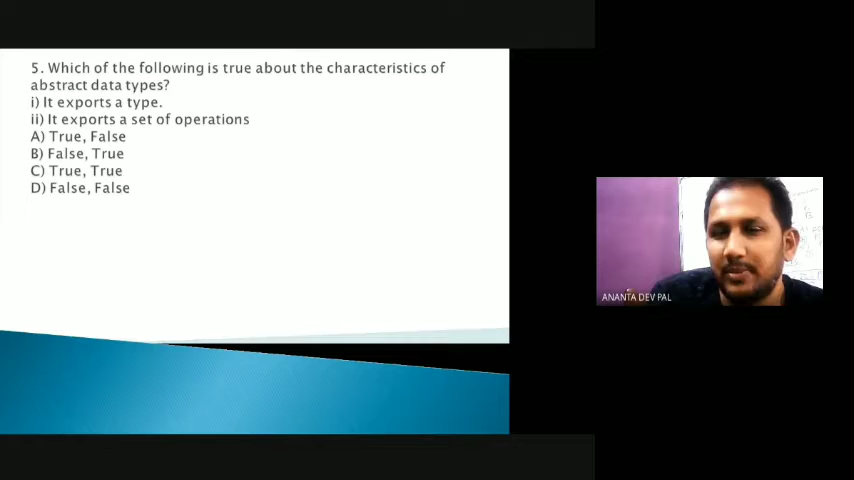 5. Which of the following is true about the characteristics of
abstract data types?
i) It exports a type.
ii) It exports a set of operations
A) True, False
B) False, True
C) True, True
D) False, False
ANANTA DEV PAL